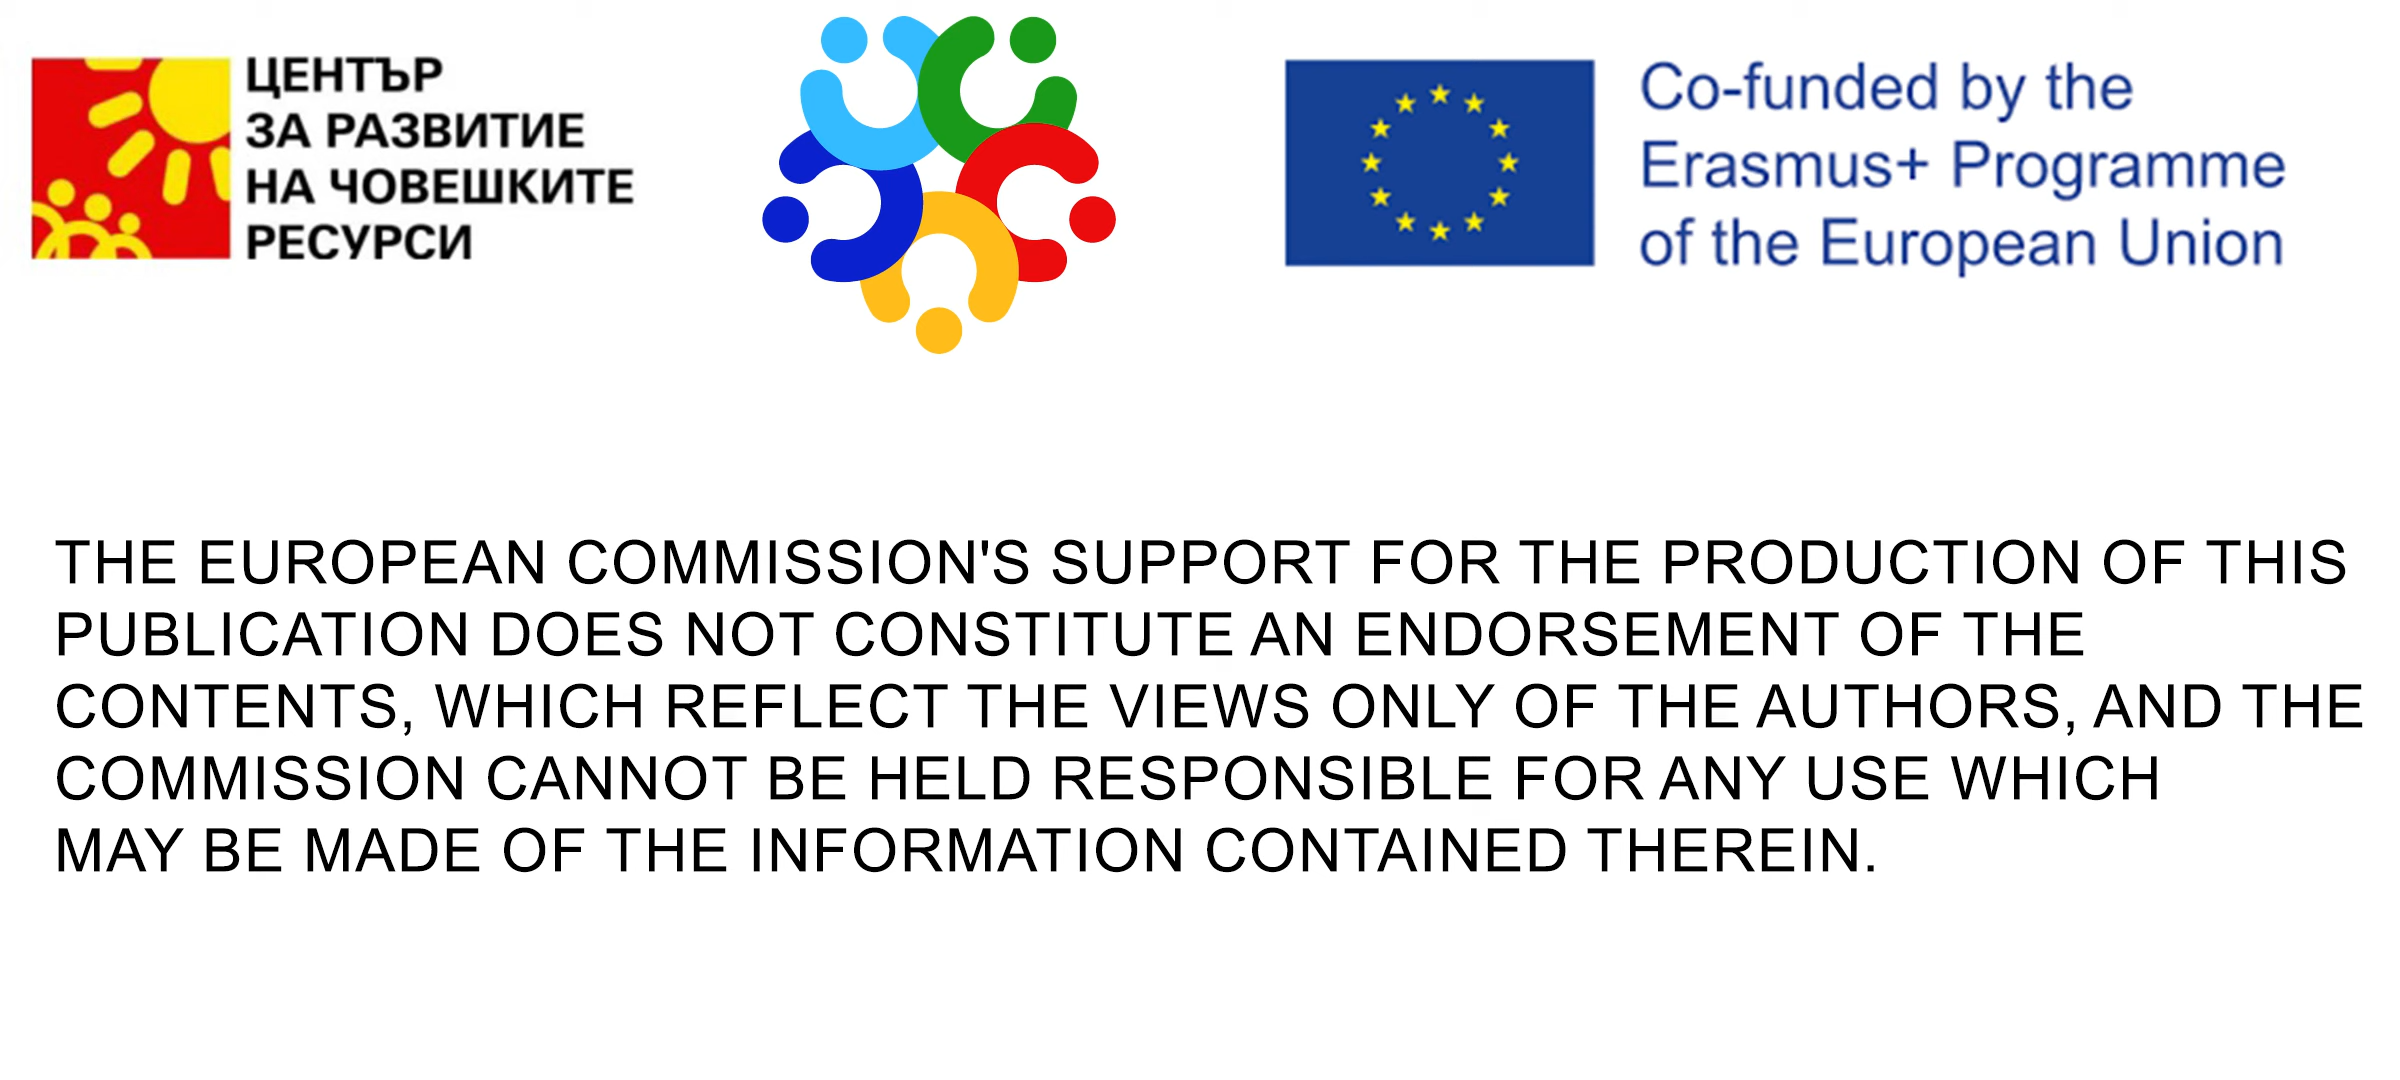 ЦЕНТЪР
ЗА РАЗВИТИЕ
НА ЧОВЕШКИТЕ
РЕСУРСИ
Co-funded by the
Erasmus+ Programme
of the European Union
THE EUROPEAN COMMISSION'S SUPPORT FOR THE PRODUCTION OF THIS
PUBLICATION DOES NOT CONSTITUTE AN ENDORSEMENT OF THE
CONTENTS, WHICH REFLECT THE VIEWS ONLY OF THE AUTHORS, AND THE
COMMISSION CANNOT BE HELD RESPONSIBLE FOR ANY USE WHICH
MAY BE MADE OF THE INFORMATION CONTAINED THEREIN.